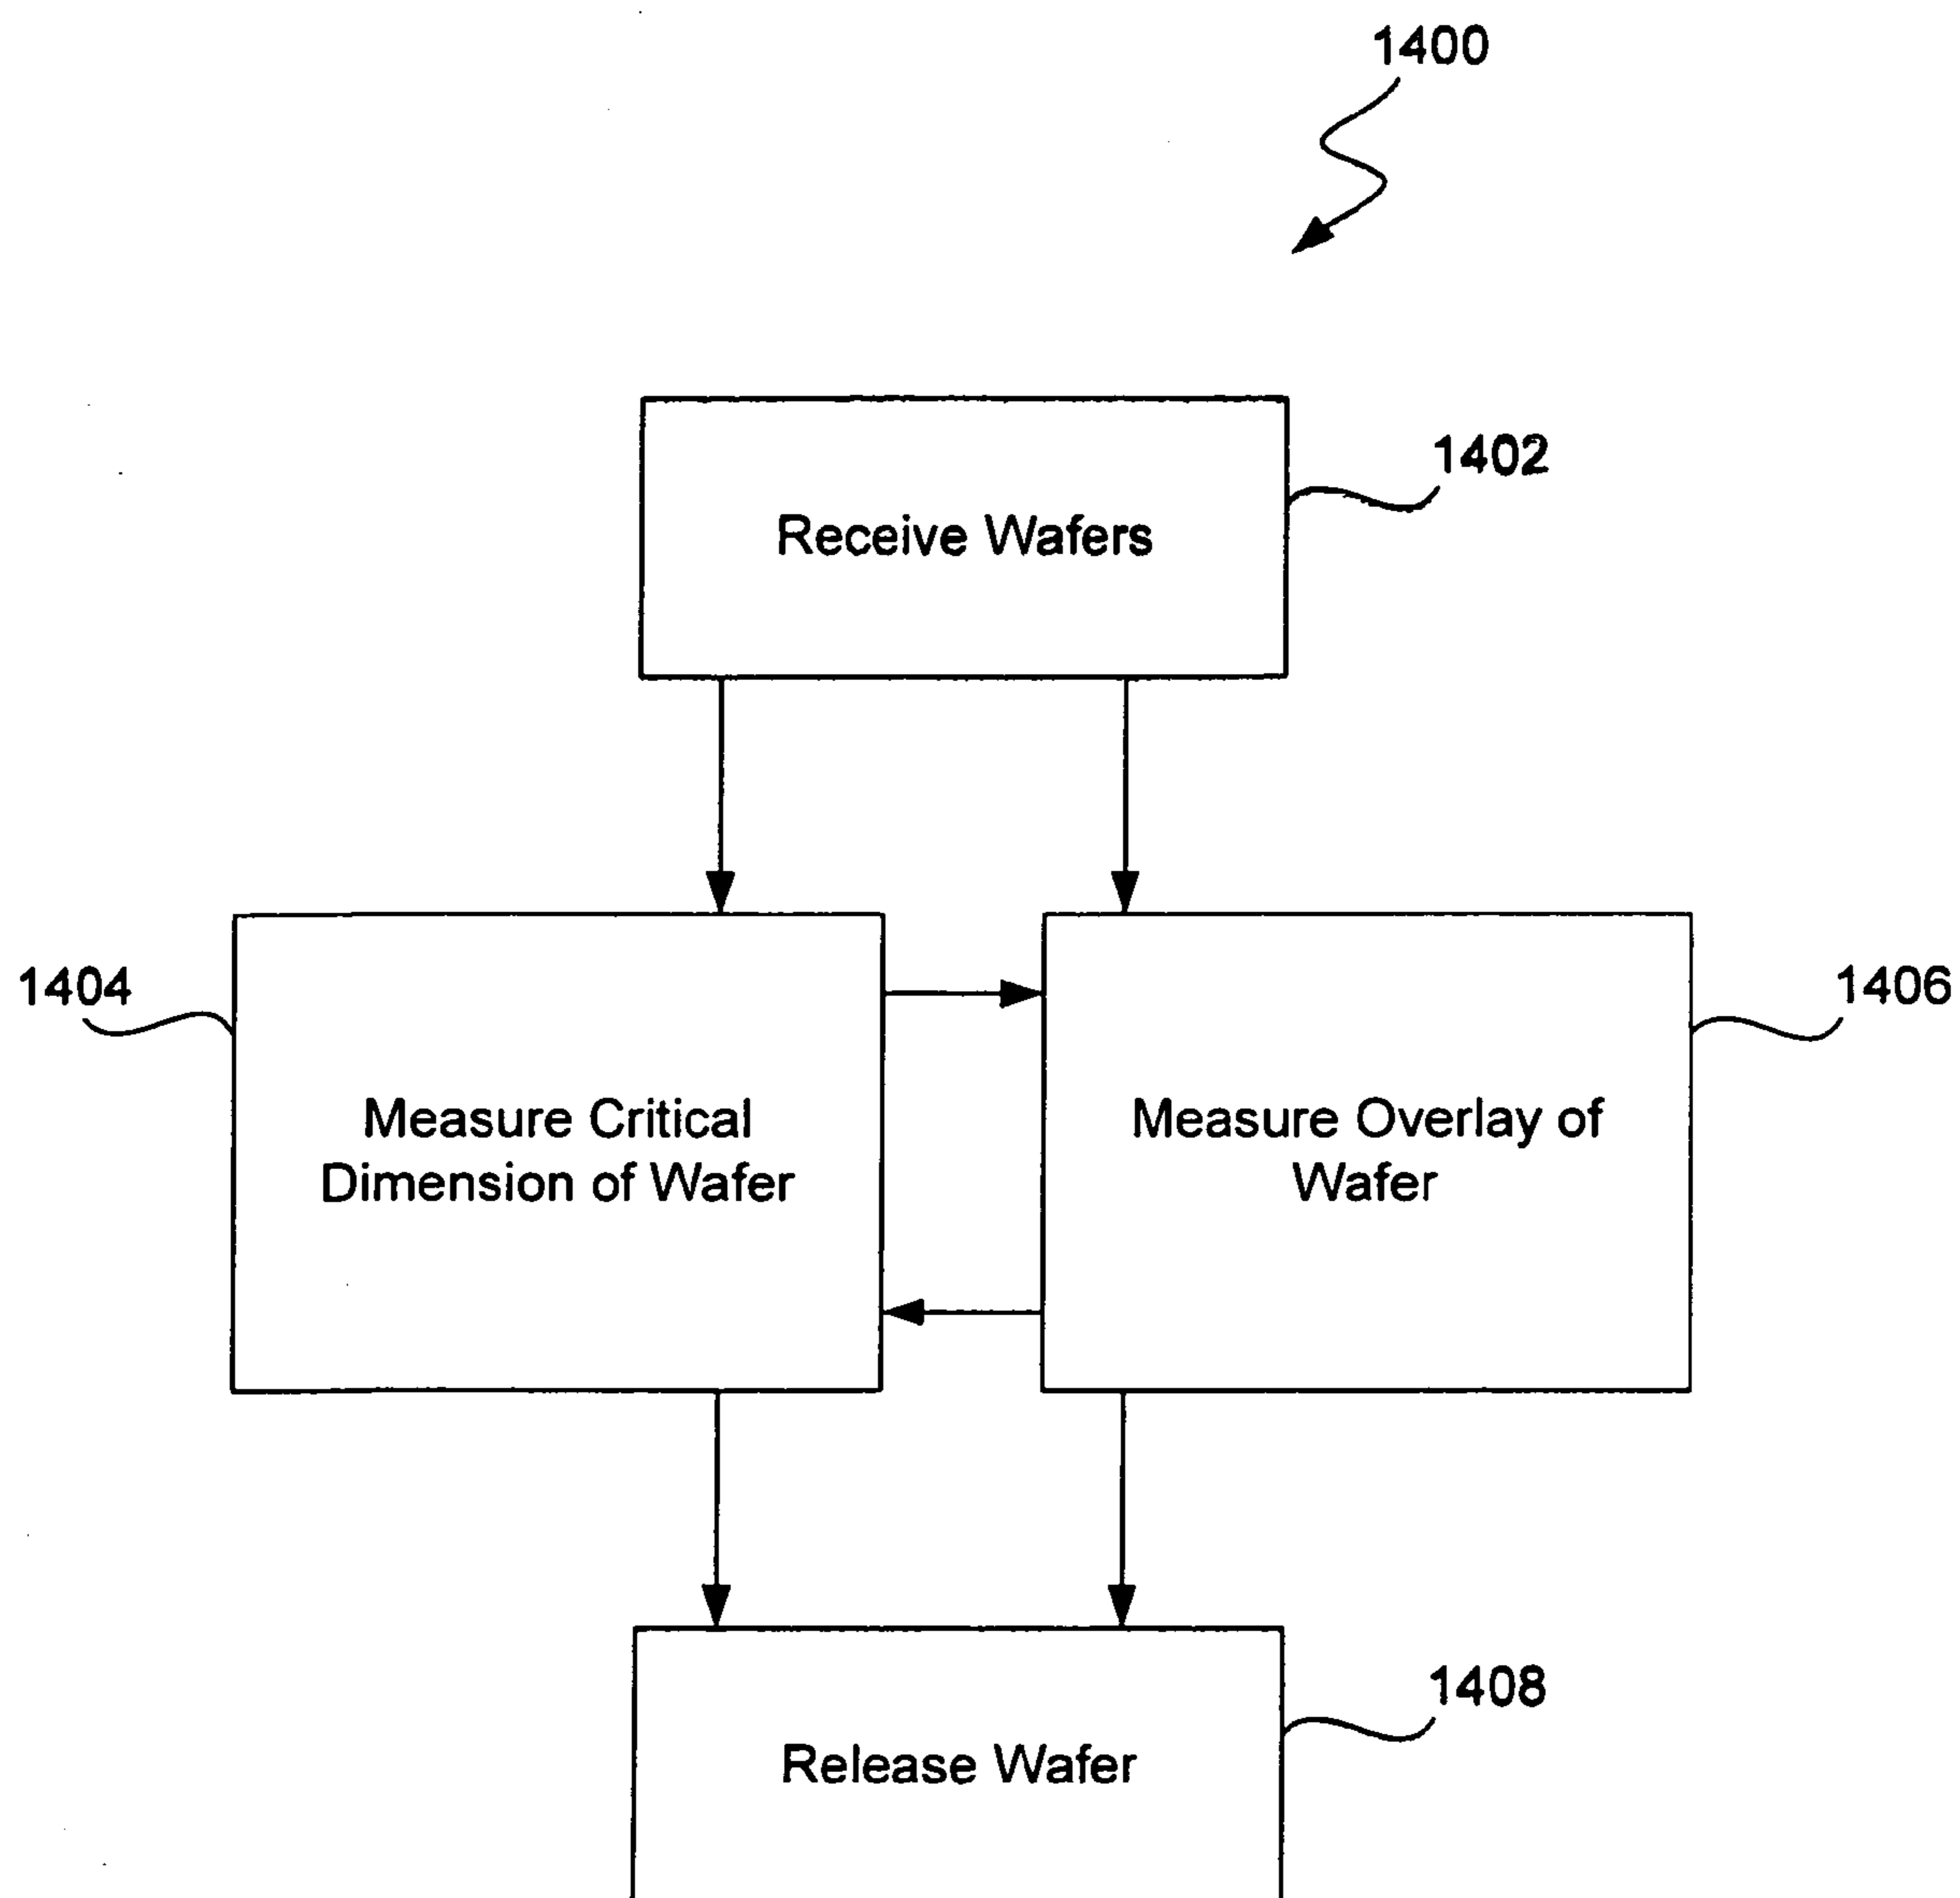 1400
1402
Receive Wafers
1404
1406
Measure Critical
Dimension of Wafer
Measure Overlay of
Wafer
1408
Release Wafer